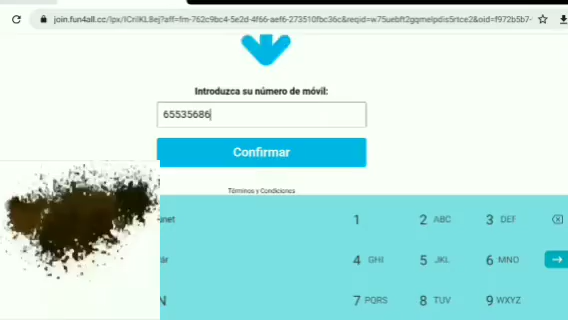 join.fun4all.cc/lpx/ICriIKL8ej?aff=fm-762c9bc4-5e2d-4f66-aef6-273510fbc36c&reqid=w75uebft2gqmelpdis5rtce2&oid=f972b5b7-
Introduzca su número de móvil:
65535686
Confirmar
Términos y Condiciones
1
2 ABC
3 DEF
4 GHI
5 JKL
6 MNO
7 PQRS
8 TUV
9 WXYZ